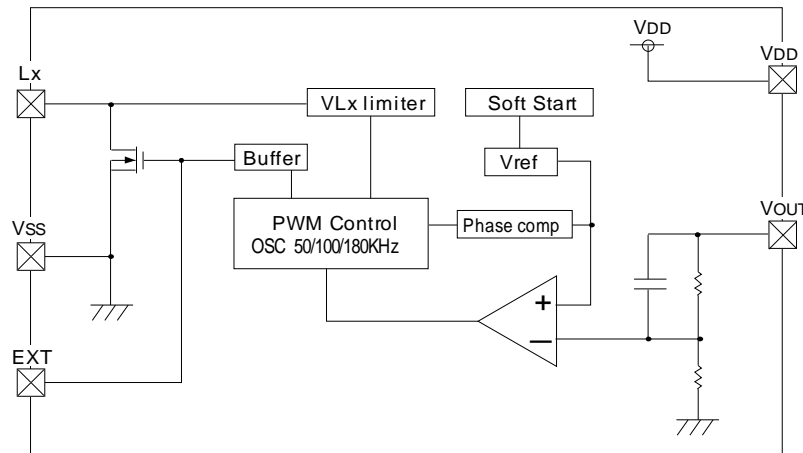 VDD
VDD
Lx
VLx limiter
Soft Start
Buffer
Vref
VOUT
PWM Control
OSC 50/100/180KHz
Phase comp
VSS
+
−
EXT